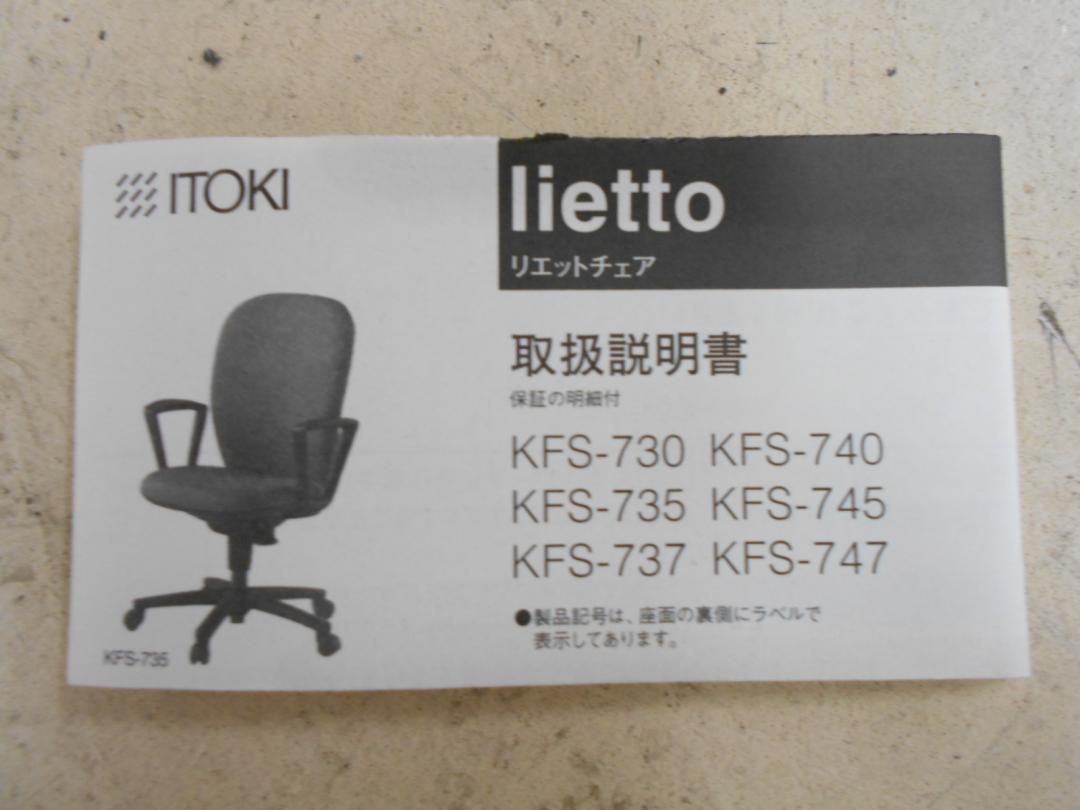 ITOKI
lietto
リエットチェア
取扱説明書
保証の明細付
KFS-730 KFS-740
KFS-735 KFS-745
KFS-737 KFS-747
●製品記号は、座面の裏側にラベルで
表示してあります。
KFS-735